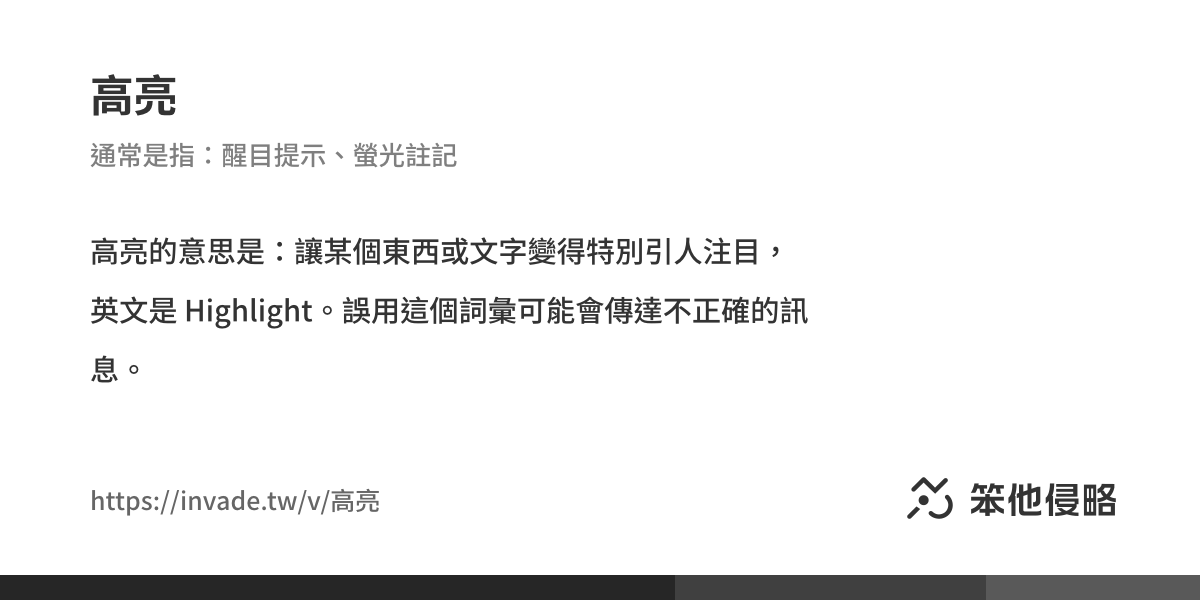 高亮
通常是指：醒目提示、螢光註記
高亮的意思是：讓某個東西或文字變得特別引人注目，
英文是 Highlight。誤用這個詞彙可能會傳達不正確的訊
息。
https://invade.tw/v/高亮
笨他侵略